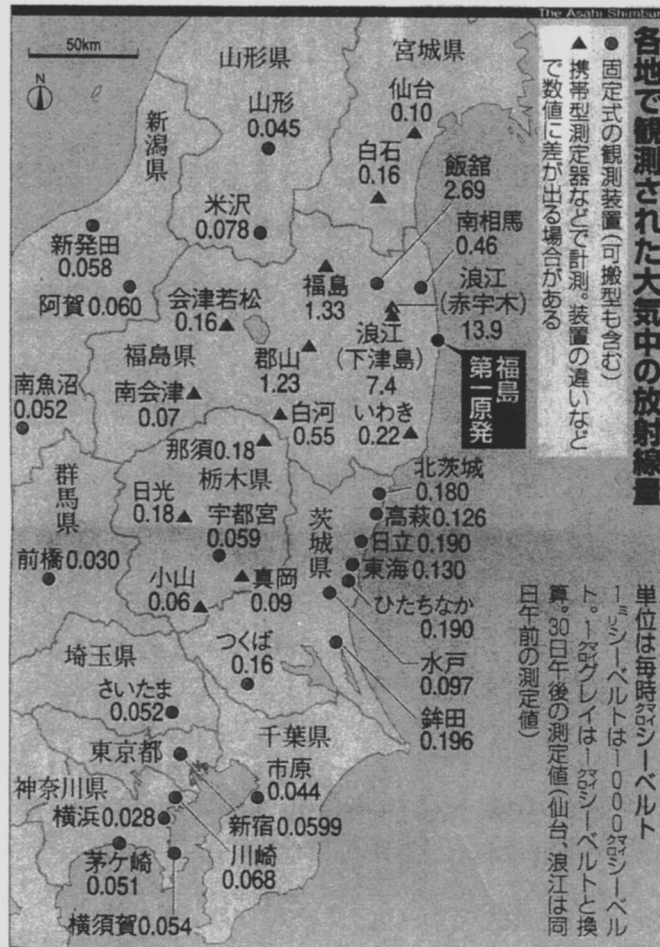 The Asahi Shimbun
各地で観測された大気中の放射線量
● 固定式の観測装置(可搬型も含む)
▲ 携帯型測定器などで計測。装置の違いなど
で数値に差が出る場合がある
50km
N
山形県
宮城県
新潟県
山形
0.045
仙台
0.10
白石
0.16
飯舘
2.69
米沢
0.078
南相馬
0.46
新発田
0.058
阿賀0.060
会津若松
0.16
福島
1.33
浪江
(赤宇木)
13.9
浪江
(下津島)
7.4
福島県
郡山
1.23
福島
第一原発
南魚沼
0.052
南会津
0.07
白河
0.55
いわき
0.22
那須0.18
栃木県
群馬県
日光
0.18
宇都宮
0.059
茨城県
北茨城
0.180
高萩0.126
日立0.190
東海0.130
ひたちなか
0.190
前橋0.030
小山
0.06
真岡
0.09
水戸
0.097
つくば
0.16
鉾田
0.196
埼玉県
さいたま
0.052
千葉県
東京都
市原
0.044
神奈川県
横浜0.028
新宿0.0599
川崎
0.068
茅ケ崎
0.051
横須賀0.054
単位は毎時マイクロシーベルト
1ミリシーベルトは1000マイクロシーベル
ト。1マイクログレイは1マイクロシーベルトと換
算。30日午後の測定値(仙台、浪江は同
日午前の測定値)